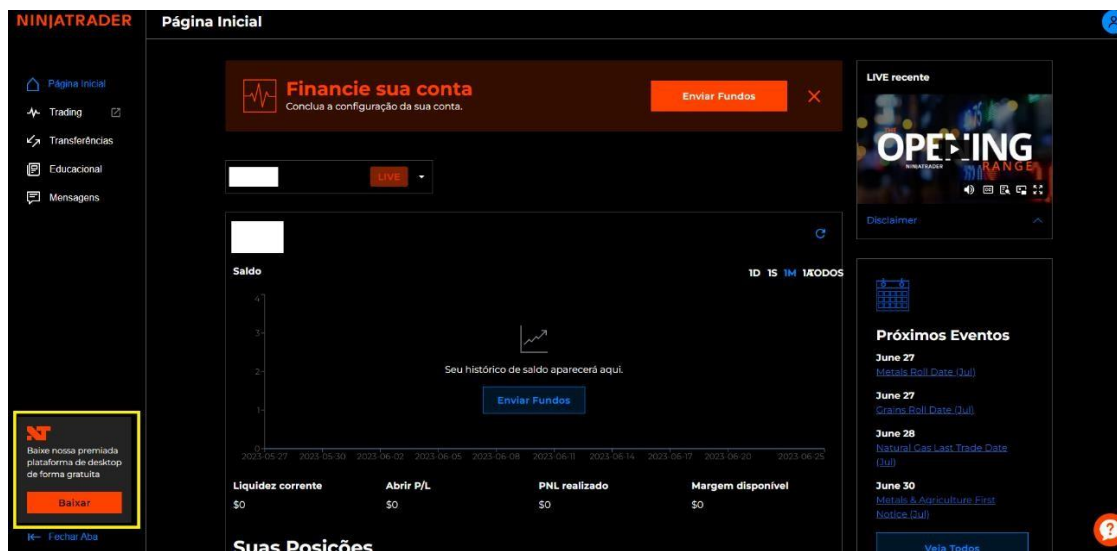 NINJATRADER
Página Inicial
Página Inicial
Trading
Transferências
Educacional
Mensagens
NT
Baixe nossa premiada
plataforma de desktop
de forma gratuita
Baixar
Fechar Aba
Financie sua conta
Conclua a configuração da sua conta.
Enviar Fundos
LIVE
Saldo
1D 1S 1M 1A TODOS
4
3
2
1
0
Seu histórico de saldo aparecerá aqui.
Enviar Fundos
2023-05-27 2023-05-30 2023-06-02 2023-06-05 2023-06-08 2023-06-11 2023-06-14 2023-06-17 2023-06-20 2023-06-25
Liquidez corrente Abrir P/L PNL realizado Margem disponível
$0 $0 $0 $0
Suas Posições
LIVE recente
THE
OPENING
NINJATRADER
RANGE
CC
Disclaimer
Próximos Eventos
June 27
Metals Roll Date (Jul)
June 27
Grains Roll Date (Jul)
June 28
Natural Gas Last Trade Date
(Jul)
June 30
Metals & Agriculture First
Notice (Jul)
Veja Todos
?